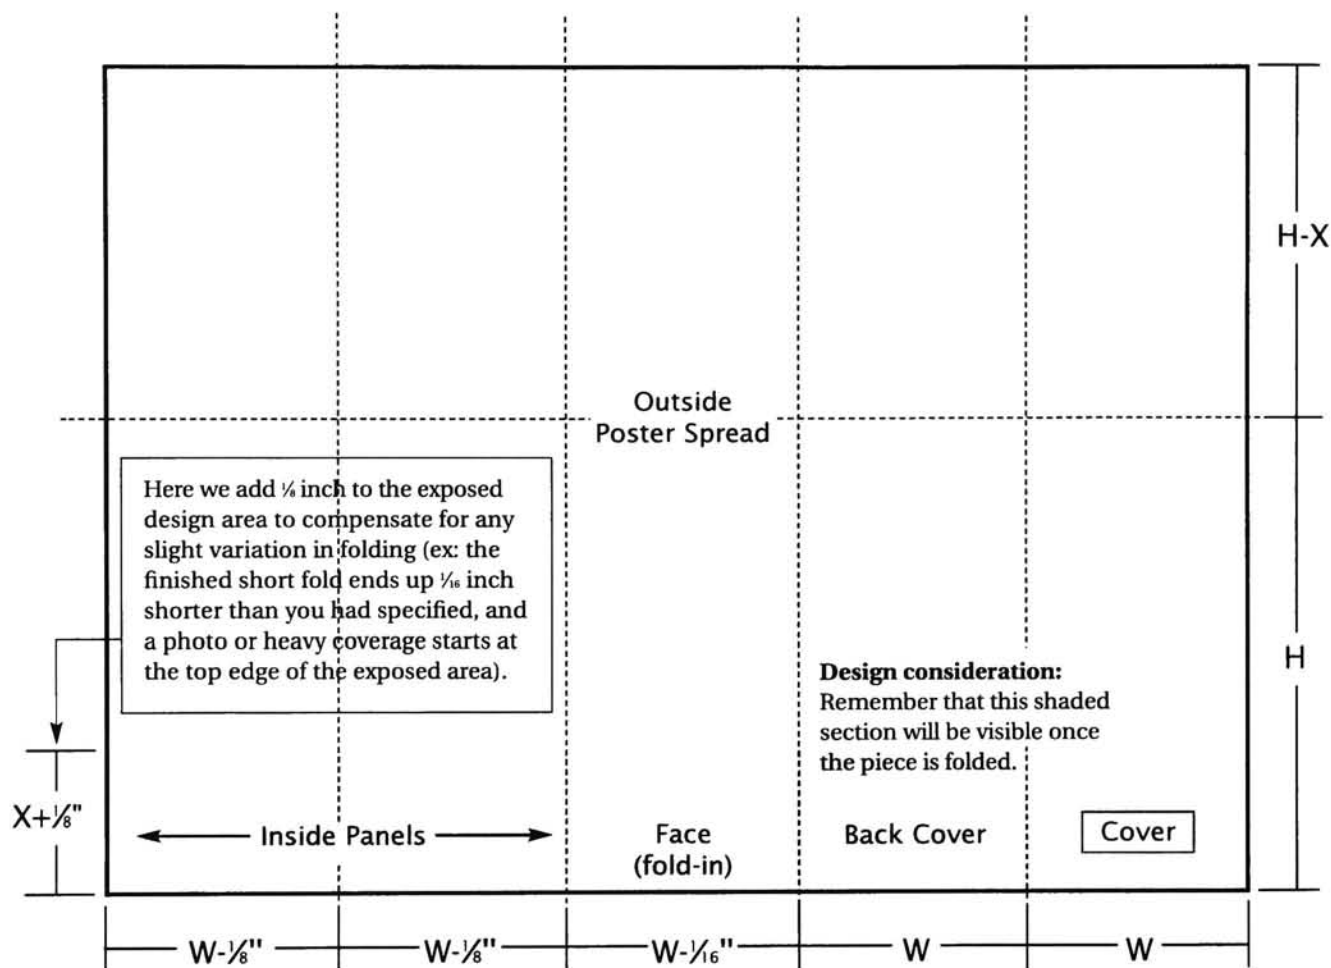 H-X
Outside
Poster Spread
Here we add ⅛ inch to the exposed
design area to compensate for any
slight variation in folding (ex: the
finished short fold ends up 1⁄16 inch
shorter than you had specified, and
a photo or heavy coverage starts at
the top edge of the exposed area).
H
Design consideration:
Remember that this shaded
section will be visible once
the piece is folded.
X+⅛"
Inside Panels
Face
(fold-in)
Back Cover
Cover
W-⅛"
W-⅛"
W-1⁄16"
W
W